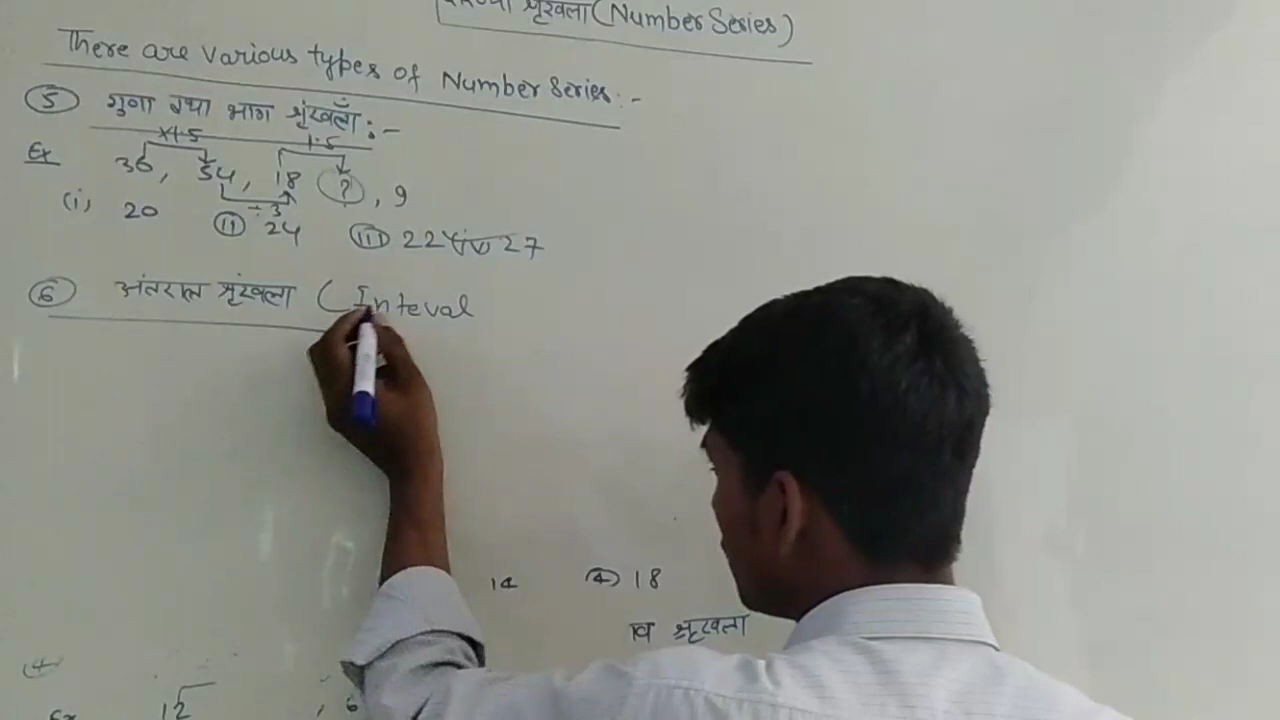 श्रृंखला (Number Series)
There are various types of Number Series:-
⑤ गुणा तथा भाग श्रृंखलाँ :-
×1.5 1.5
Ex 36, 54, 18 ?, 9
÷3
(i) 20 (ii) 24 (iii) 22 (iv) 27
⑥ अंतराल श्रृंखला (Inteval
14 ④ 18
व श्रृंखला
(4)
Ex 12 , 6